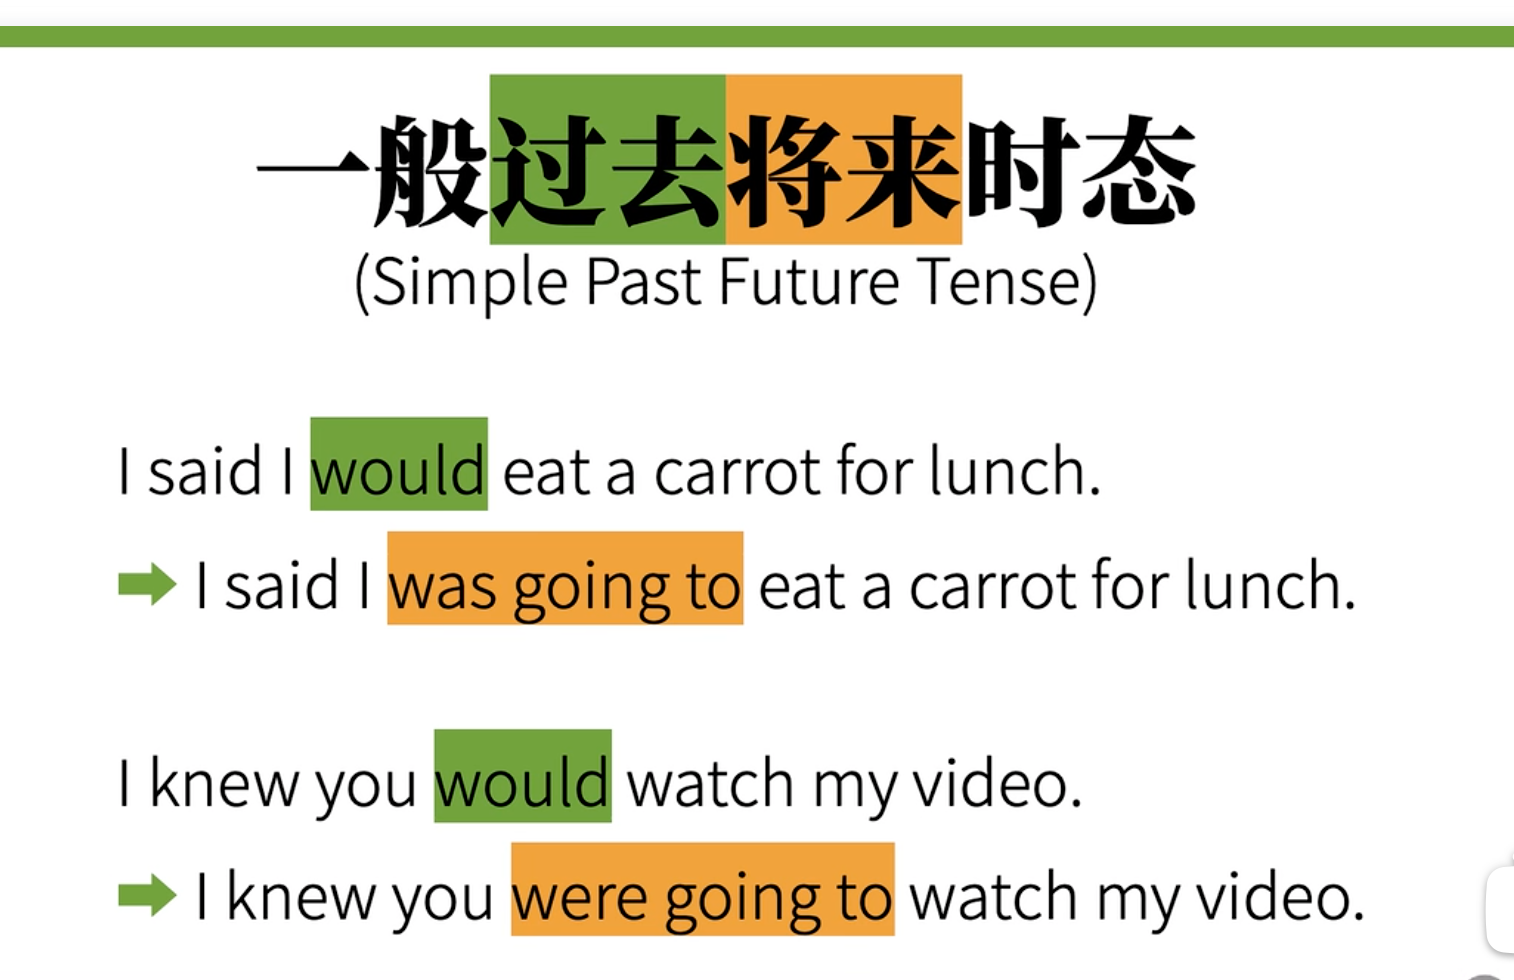 一般过去将来时态
(Simple Past Future Tense)
I said I would eat a carrot for lunch.
I said I was going to eat a carrot for lunch.
I knew you would watch my video.
I knew you were going to watch my video.